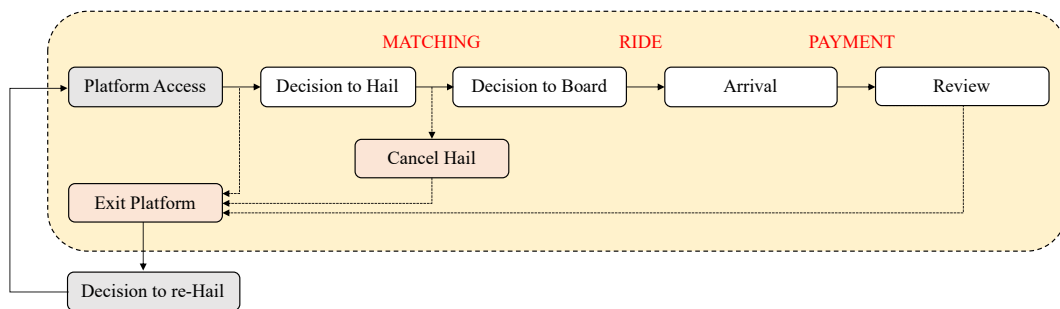 MATCHING
RIDE
PAYMENT
Platform Access
Decision to Hail
Decision to Board
Arrival
Review
Cancel Hail
Exit Platform
Decision to re-Hail